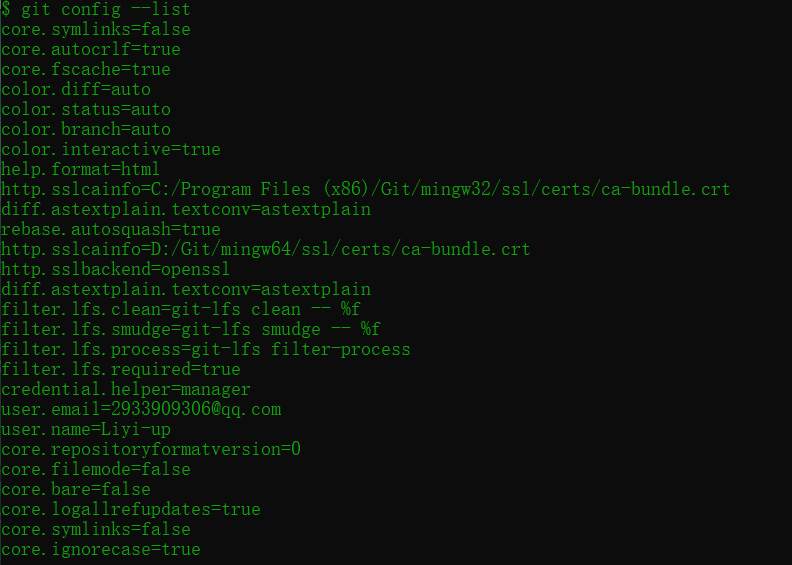 $ git config --list
core.symlinks=false
core.autocrlf=true
core.fscache=true
color.diff=auto
color.status=auto
color.branch=auto
color.interactive=true
help.format=html
http.sslcainfo=C:/Program Files (x86)/Git/mingw32/ssl/certs/ca-bundle.crt
diff.astextplain.textconv=astextplain
rebase.autosquash=true
http.sslcainfo=D:/Git/mingw64/ssl/certs/ca-bundle.crt
http.sslbackend=openssl
diff.astextplain.textconv=astextplain
filter.lfs.clean=git-lfs clean -- %f
filter.lfs.smudge=git-lfs smudge -- %f
filter.lfs.process=git-lfs filter-process
filter.lfs.required=true
credential.helper=manager
user.email=2933909306@qq.com
user.name=Liyi-up
core.repositoryformatversion=0
core.filemode=false
core.bare=false
core.logallrefupdates=true
core.symlinks=false
core.ignorecase=true